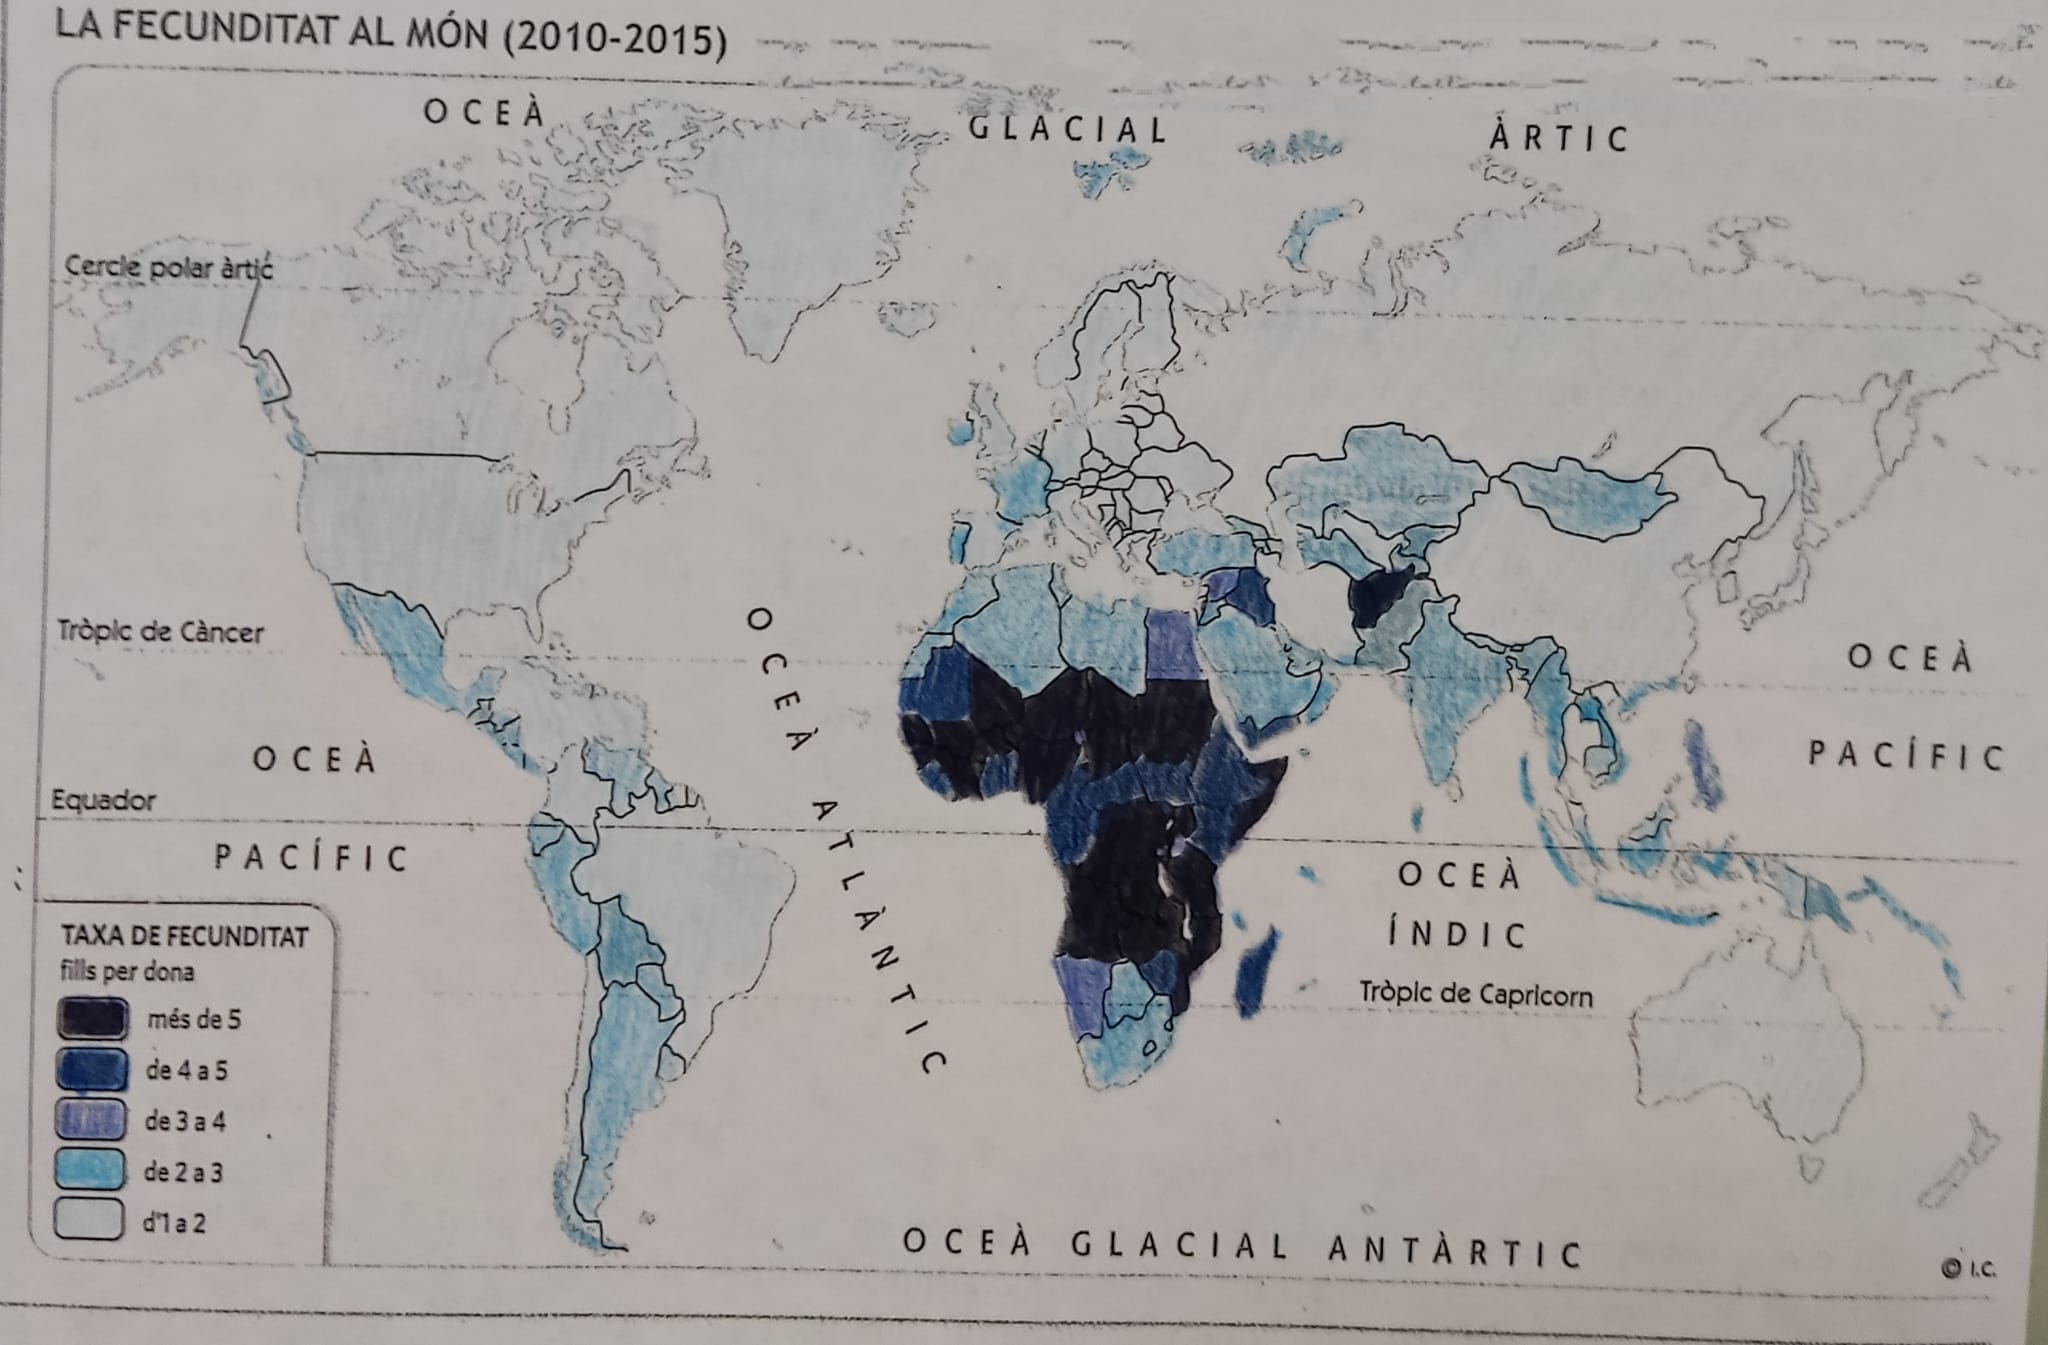 LA FECUNDITAT AL MÓN (2010-2015)
OCEÀ GLACIAL ÀRTIC
Cercle polar àrtic
Tròpic de Càncer
OCEÀ ATLÀNTIC
OCEÀ
PACÍFIC
OCEÀ
PACÍFIC
Equador
OCEÀ
ÍNDIC
Tròpic de Capricorn
TAXA DE FECUNDITAT
fills per dona
més de 5
de 4 a 5
de 3 a 4
de 2 a 3
d'1 a 2
OCEÀ GLACIAL ANTÀRTIC
© I.C.